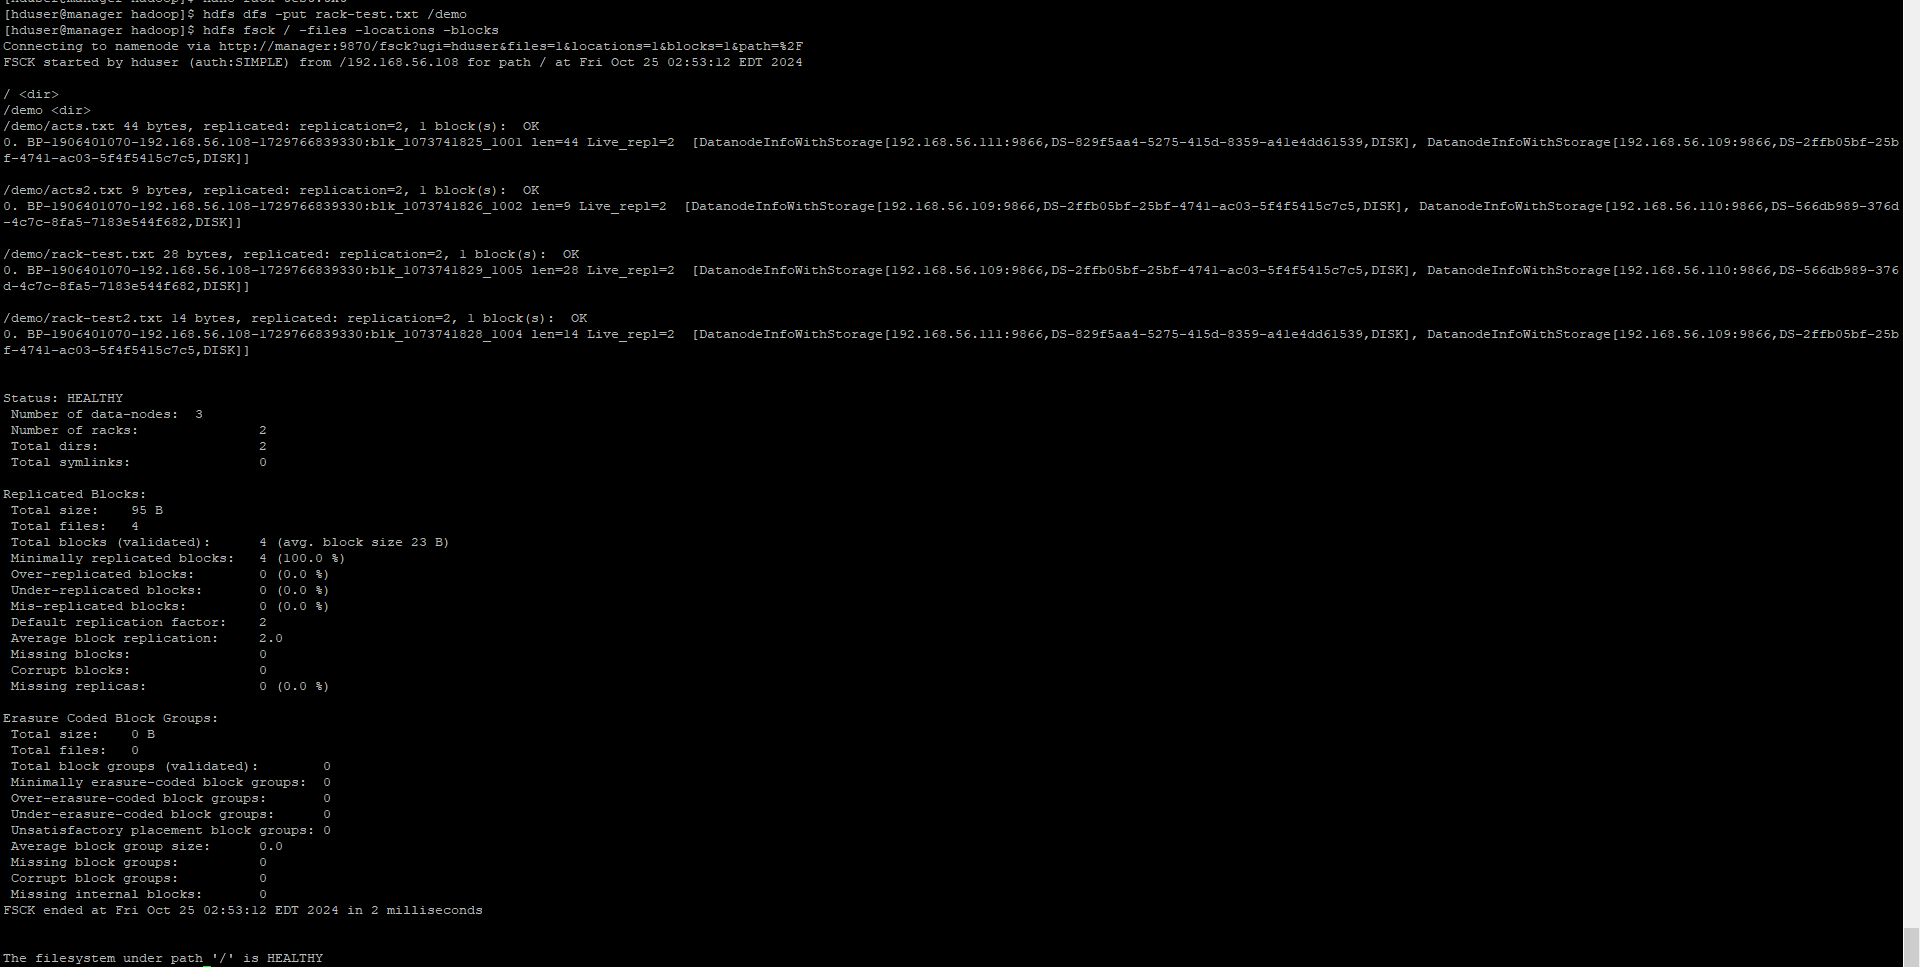 [hduser@manager hadoop]$ hdfs dfs -put rack-test.txt /demo
[hduser@manager hadoop]$ hdfs fsck / -files -locations -blocks
Connecting to namenode via http://manager:9870/fsck?ugi=hduser&files=1&locations=1&blocks=1&path=%2F
FSCK started by hduser (auth:SIMPLE) from /192.168.56.108 for path / at Fri Oct 25 02:53:12 EDT 2024
/ <dir>
/demo <dir>
/demo/acts.txt 44 bytes, replicated: replication=2, 1 block(s):  OK
0. BP-1906401070-192.168.56.108-1729766839330:blk_1073741825_1001 len=44 Live_repl=2  [DatanodeInfoWithStorage[192.168.56.111:9866,DS-829f5aa4-5275-415d-8359-a41e4dd61539,DISK], DatanodeInfoWithStorage[192.168.56.109:9866,DS-2ffb05bf-25b
f-4741-ac03-5f4f5415c7c5,DISK]]
/demo/acts2.txt 9 bytes, replicated: replication=2, 1 block(s):  OK
0. BP-1906401070-192.168.56.108-1729766839330:blk_1073741826_1002 len=9 Live_repl=2  [DatanodeInfoWithStorage[192.168.56.109:9866,DS-2ffb05bf-25bf-4741-ac03-5f4f5415c7c5,DISK], DatanodeInfoWithStorage[192.168.56.110:9866,DS-566db989-376d
-4c7c-8fa5-7183e544f682,DISK]]
/demo/rack-test.txt 28 bytes, replicated: replication=2, 1 block(s):  OK
0. BP-1906401070-192.168.56.108-1729766839330:blk_1073741829_1005 len=28 Live_repl=2  [DatanodeInfoWithStorage[192.168.56.109:9866,DS-2ffb05bf-25bf-4741-ac03-5f4f5415c7c5,DISK], DatanodeInfoWithStorage[192.168.56.110:9866,DS-566db989-376
d-4c7c-8fa5-7183e544f682,DISK]]
/demo/rack-test2.txt 14 bytes, replicated: replication=2, 1 block(s):  OK
0. BP-1906401070-192.168.56.108-1729766839330:blk_1073741828_1004 len=14 Live_repl=2  [DatanodeInfoWithStorage[192.168.56.111:9866,DS-829f5aa4-5275-415d-8359-a41e4dd61539,DISK], DatanodeInfoWithStorage[192.168.56.109:9866,DS-2ffb05bf-25b
f-4741-ac03-5f4f5415c7c5,DISK]]
Status: HEALTHY
Number of data-nodes:  3
Number of racks:               2
Total dirs:                    2
Total symlinks:                0
Replicated Blocks:
Total size:    95 B
Total files:   4
Total blocks (validated):      4 (avg. block size 23 B)
Minimally replicated blocks:   4 (100.0 %)
Over-replicated blocks:        0 (0.0 %)
Under-replicated blocks:       0 (0.0 %)
Mis-replicated blocks:         0 (0.0 %)
Default replication factor:    2
Average block replication:     2.0
Missing blocks:                0
Corrupt blocks:                0
Missing replicas:              0 (0.0 %)
Erasure Coded Block Groups:
Total size:    0 B
Total files:   0
Total block groups (validated):        0
Minimally erasure-coded block groups:  0
Over-erasure-coded block groups:       0
Under-erasure-coded block groups:      0
Unsatisfactory placement block groups: 0
Average block group size:      0.0
Missing block groups:          0
Corrupt block groups:          0
Missing internal blocks:       0
FSCK ended at Fri Oct 25 02:53:12 EDT 2024 in 2 milliseconds
The filesystem under path '/' is HEALTHY